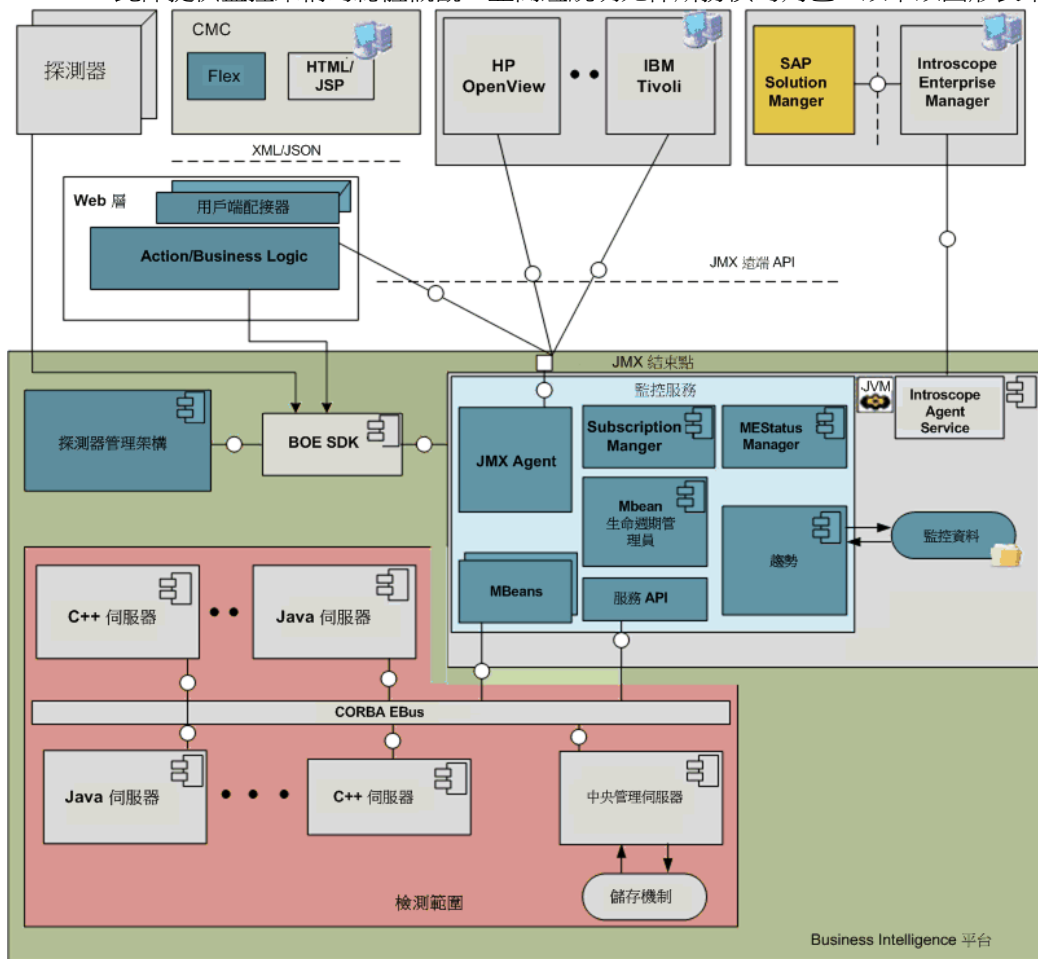 探測器
CMC
Flex
HTML/
JSP
HP
OpenView
IBM
Tivoli
SAP
Solution
Manger
Introscope
Enterprise
Manager
XML/JSON
Web 層
用戶端配接器
Action/Business Logic
JMX 遠端 API
JMX 結束點
探測器管理架構
BOE SDK
監控服務
JMX Agent
Subscription
Manger
MEStatus
Manager
JVM
Introscope
Agent
Service
Mbean
生命週期管
理員
趨勢
監控資料
MBeans
服務 API
C++ 伺服器
Java 伺服器
CORBA EBus
Java 伺服器
C++ 伺服器
中央管理伺服器
儲存機制
檢測範圍
Business Intelligence 平台